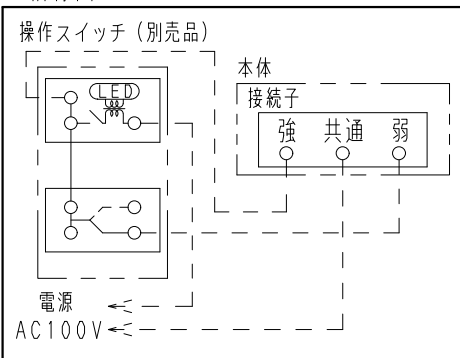 操作スイッチ（別売品）
LED
本体
接続子
強 共通 弱
電源
AC100V